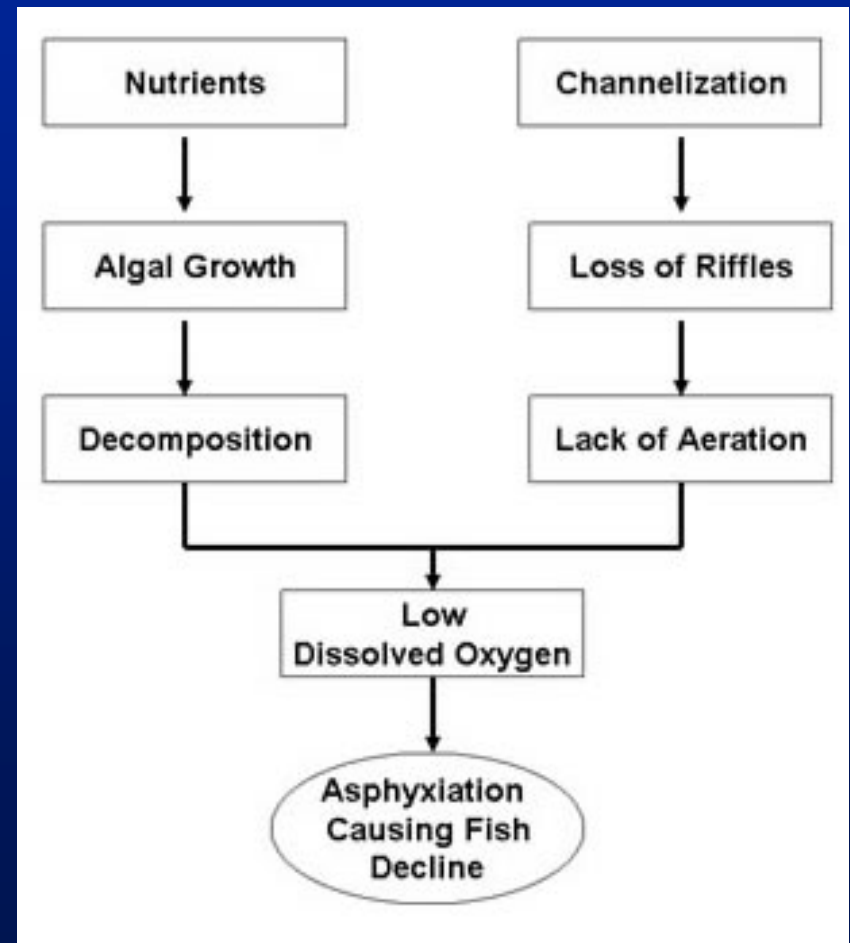 Nutrients
Channelization
Algal Growth
Loss of Riffles
Decomposition
Lack of Aeration
Low
Dissolved Oxygen
Asphyxiation
Causing Fish
Decline